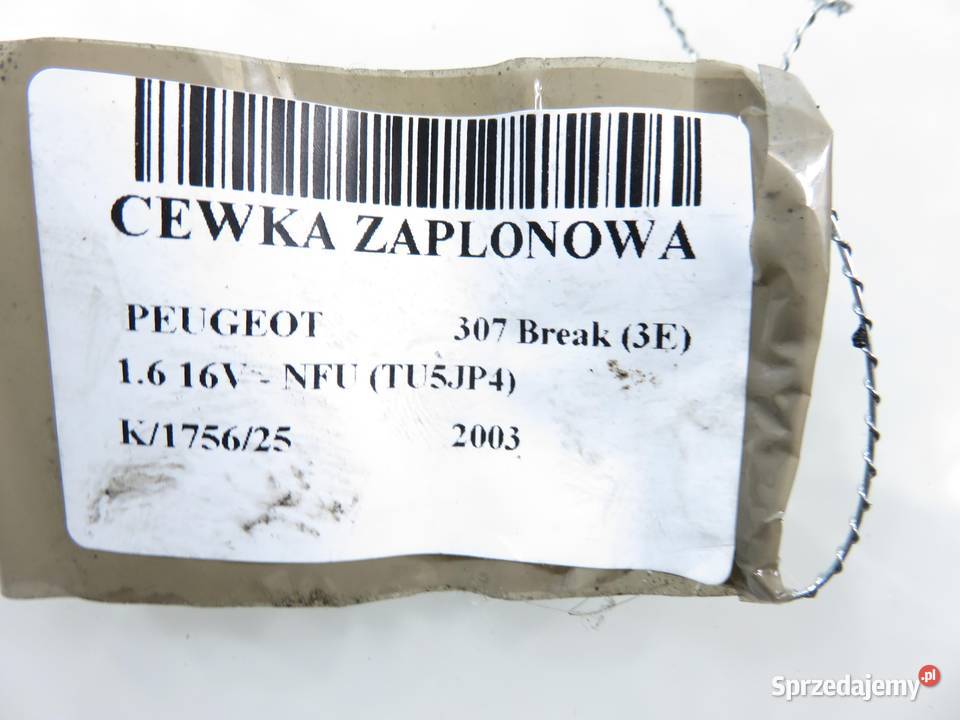 CEWKA ZAPLONOWA
PEUGEOT 307 Break (3E)
1.6 16V - NFU (TU5JP4)
K/1756/25 2003
Sprzedajemy.pl